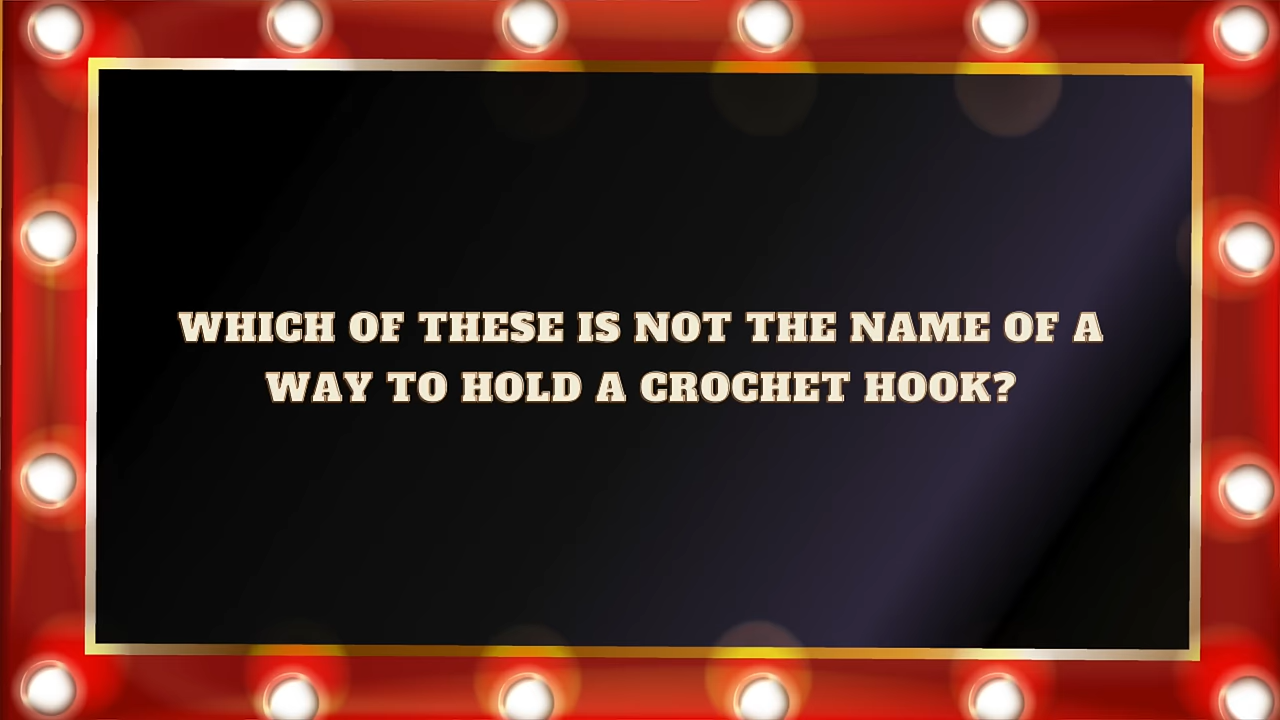 WHICH OF THESE IS NOT THE NAME OF A
WAY TO HOLD A CROCHET HOOK?